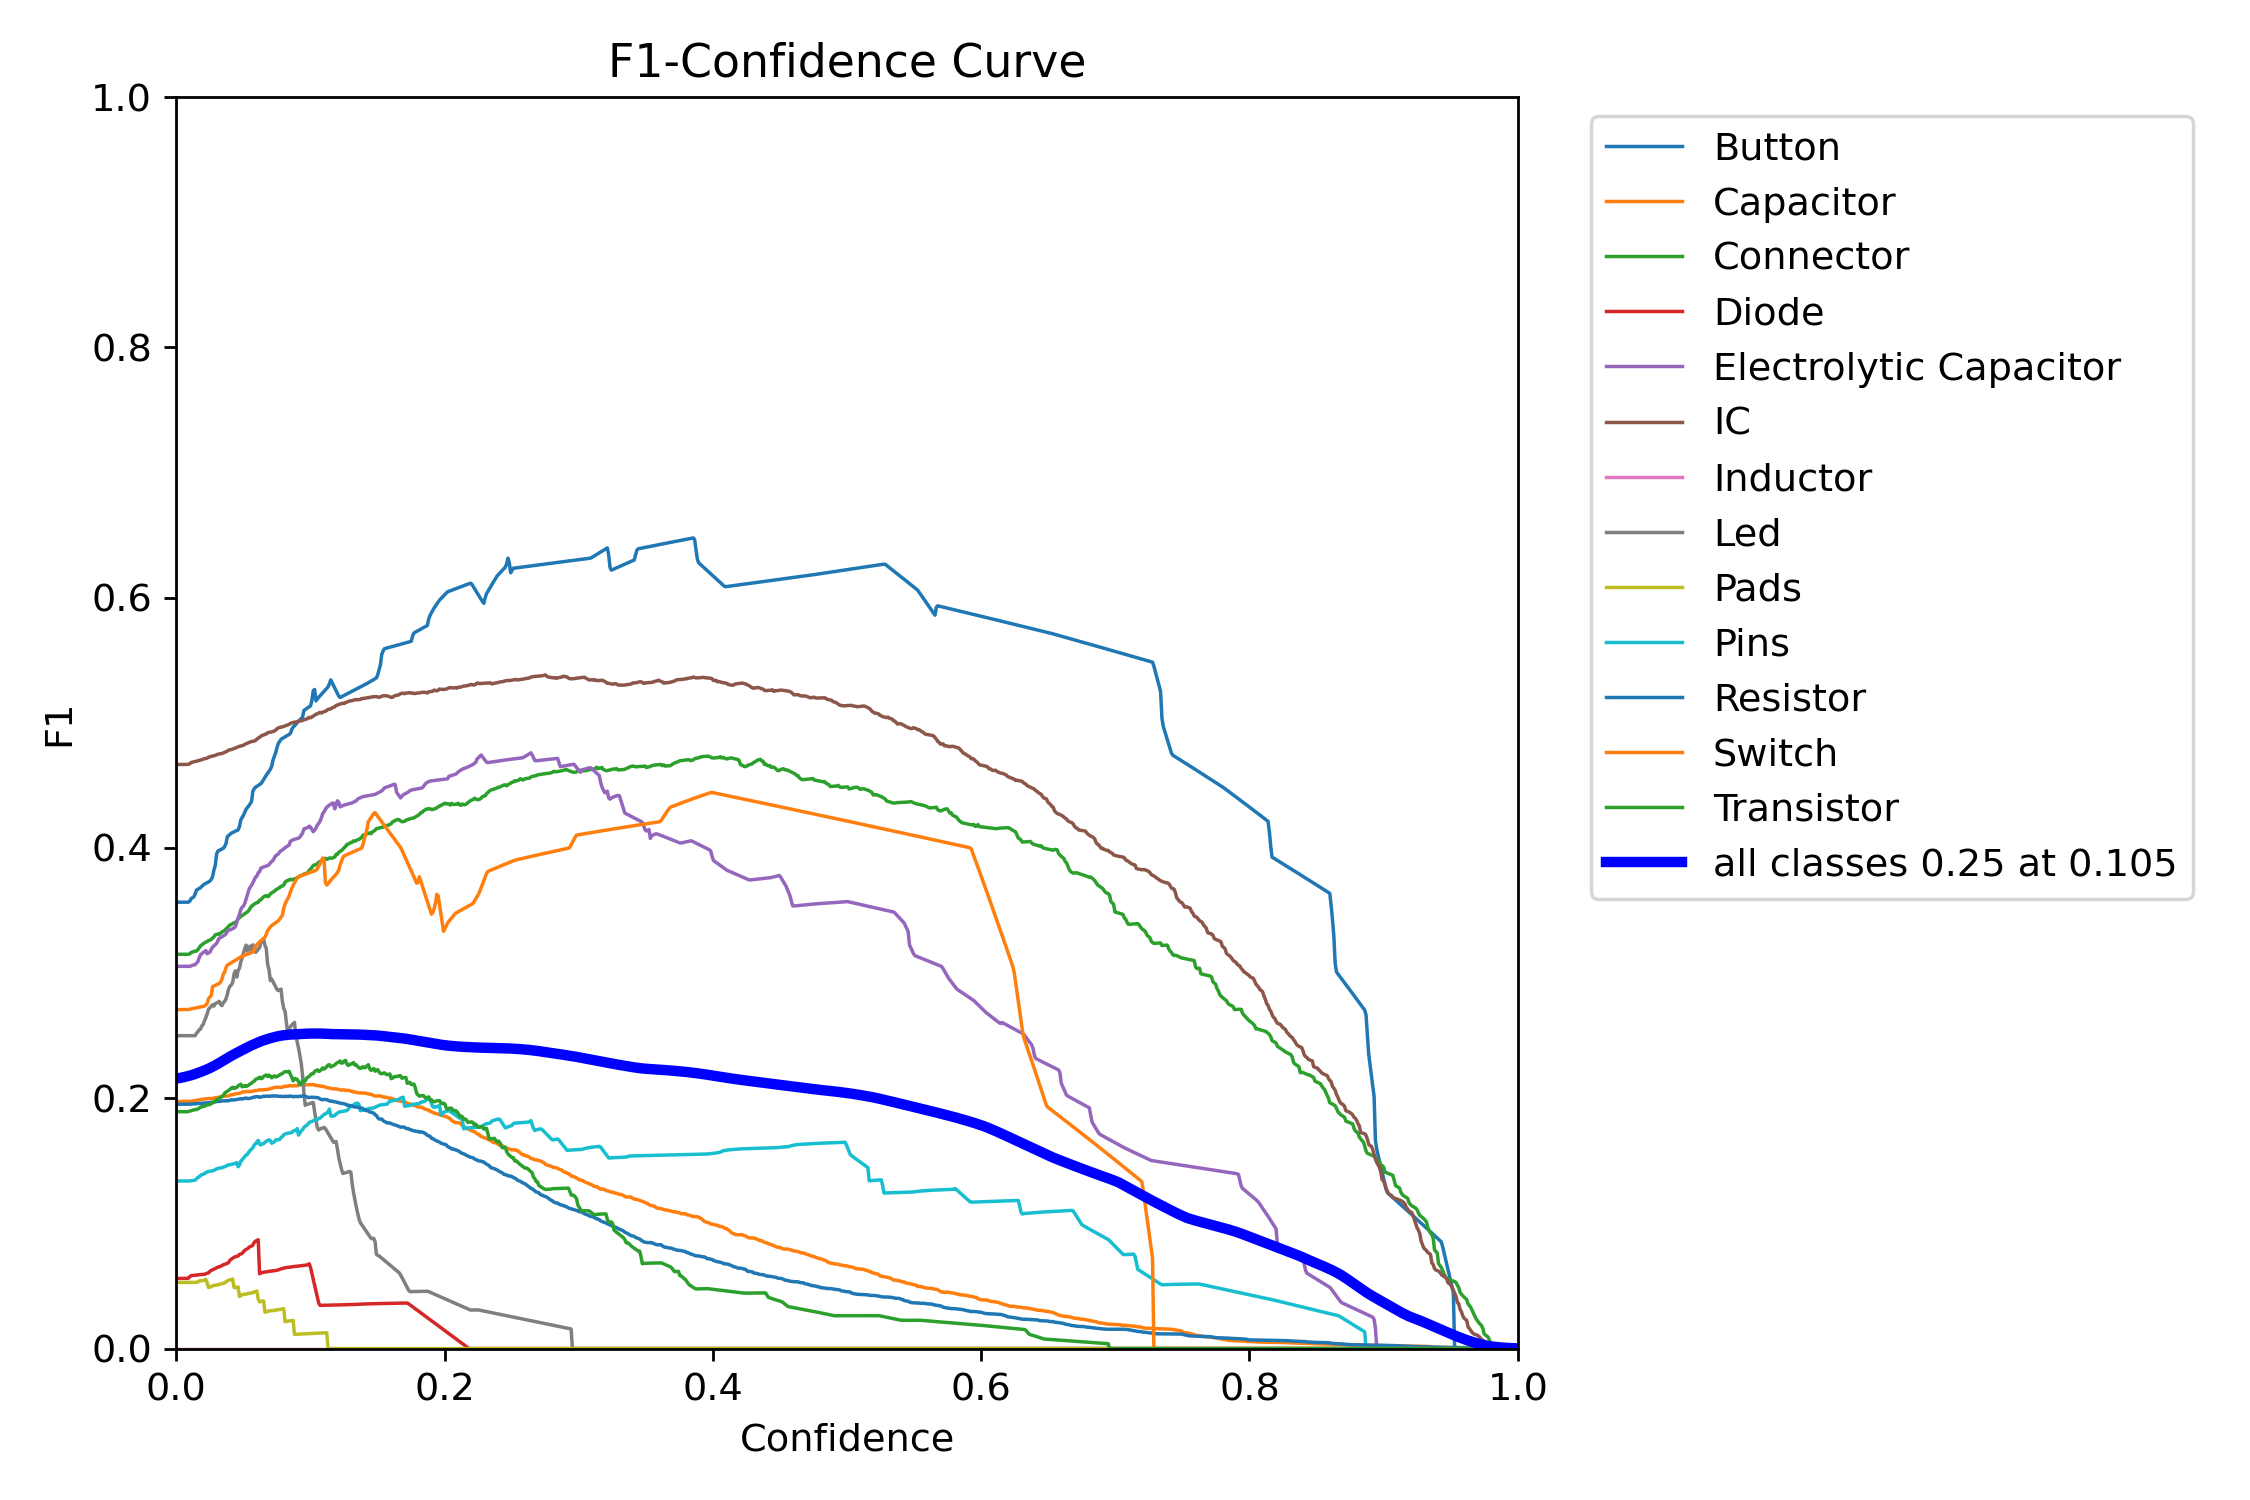 F1-Confidence Curve
1.0
0.8
0.6
0.4
0.2
0.0
F1
0.0 0.2 0.4 0.6 0.8 1.0
Confidence
Button
Capacitor
Connector
Diode
Electrolytic Capacitor
IC
Inductor
Led
Pads
Pins
Resistor
Switch
Transistor
all classes 0.25 at 0.105